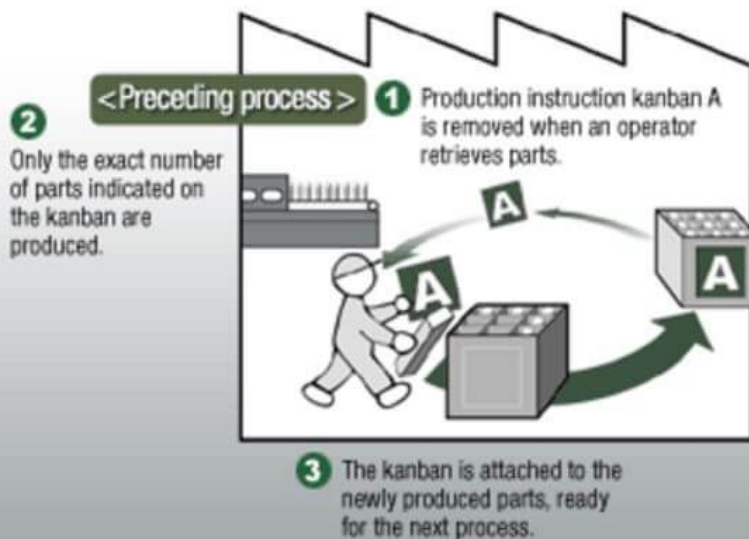 <Preceding process>
1 Production instruction kanban A
is removed when an operator
retrieves parts.
2
Only the exact number
of parts indicated on
the kanban are
produced.
A
A
A
3 The kanban is attached to the
newly produced parts, ready
for the next process.